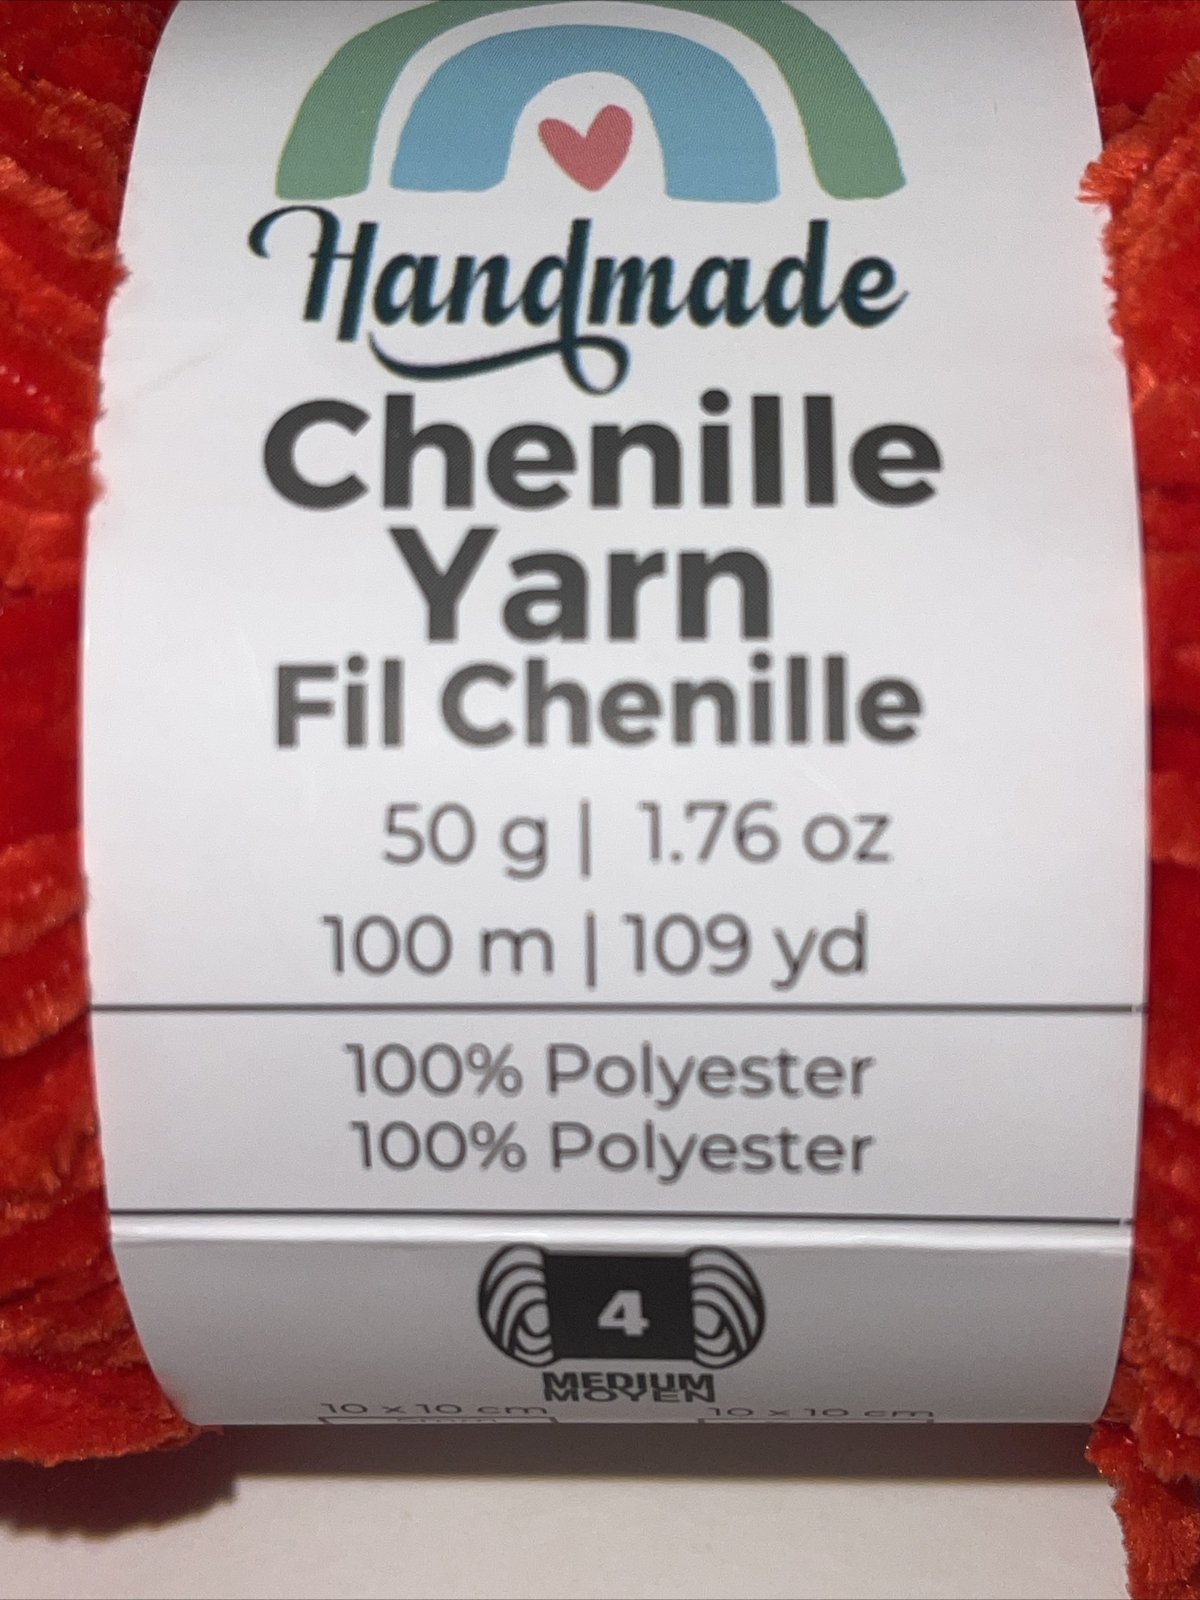 Handmade
Chenille
Yarn
Fil Chenille
50 g | 1.76 oz
100 m | 109 yd
100% Polyester
100% Polyester
4
MEDIUM
MOYEN
10 x 10 cm 10 x 10 cm